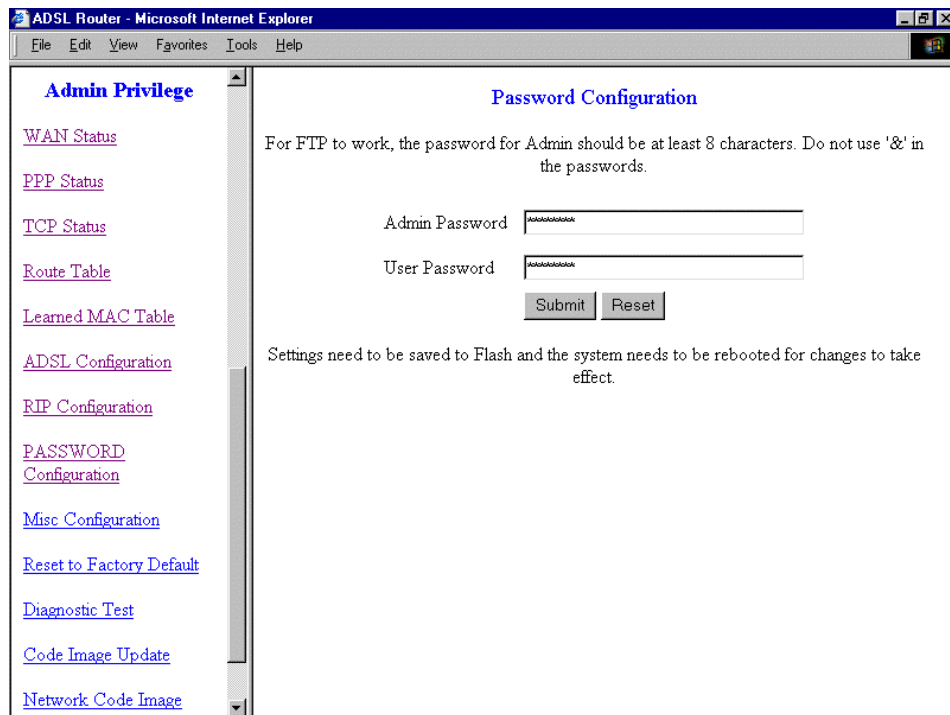 ADSL Router - Microsoft Internet Explorer
File Edit View Favorites Tools Help
Admin Privilege
WAN Status
PPP Status
TCP Status
Route Table
Learned MAC Table
ADSL Configuration
RIP Configuration
PASSWORD
Configuration
Misc Configuration
Reset to Factory Default
Diagnostic Test
Code Image Update
Network Code Image
Password Configuration
For FTP to work, the password for Admin should be at least 8 characters. Do not use '&' in
the passwords.
Admin Password *********
User Password *********
Submit Reset
Settings need to be saved to Flash and the system needs to be rebooted for changes to take
effect.